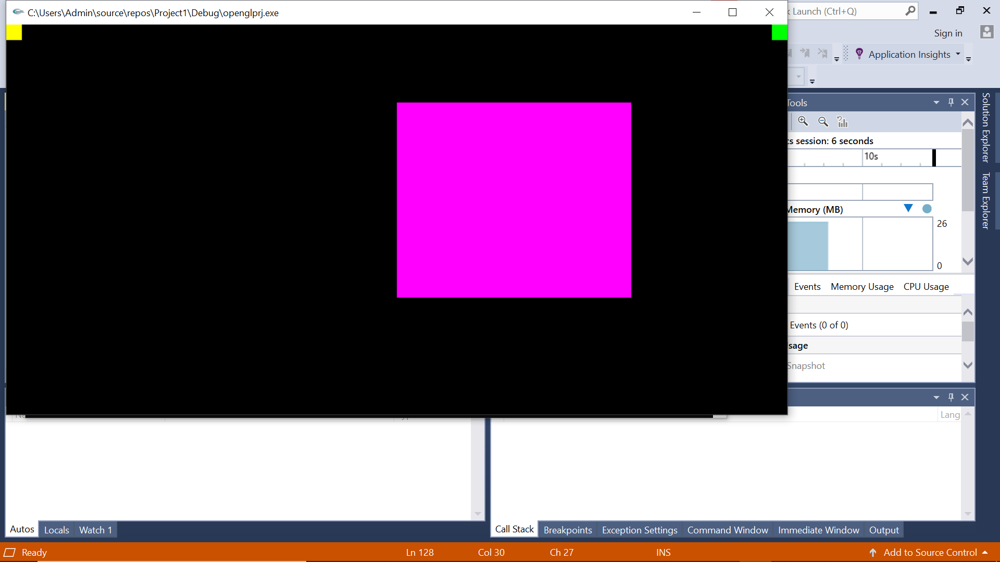 C:\Users\Admin\source\repos\Project1\Debug\openglprj.exe
Launch (Ctrl+Q)
Sign in
Application Insights
Tools
session: 6 seconds
10s
Memory (MB)
26
0
Events Memory Usage CPU Usage
Events (0 of 0)
Snapshot
Solution Explorer
Team Explorer
Lang
Autos Locals Watch 1
Call Stack Breakpoints Exception Settings Command Window Immediate Window Output
Ready Ln 128 Col 30 Ch 27 INS Add to Source Control